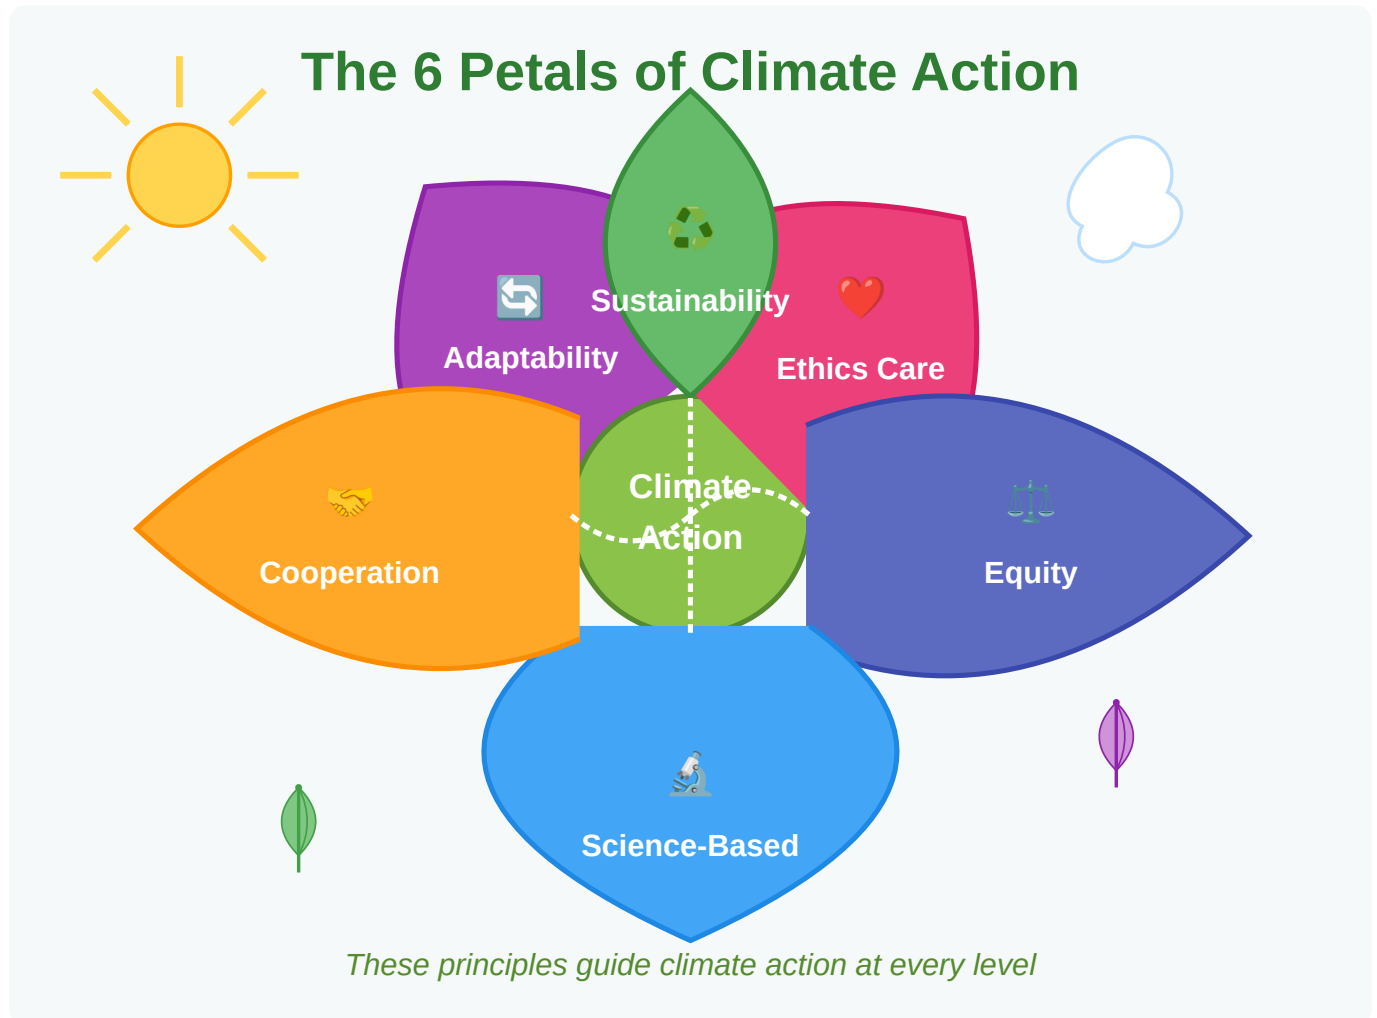 The 6 Petals of Climate Action
Sustainability
Adaptability
Ethics Care
Climate
Action
Cooperation
Equity
Science-Based
These principles guide climate action at every level